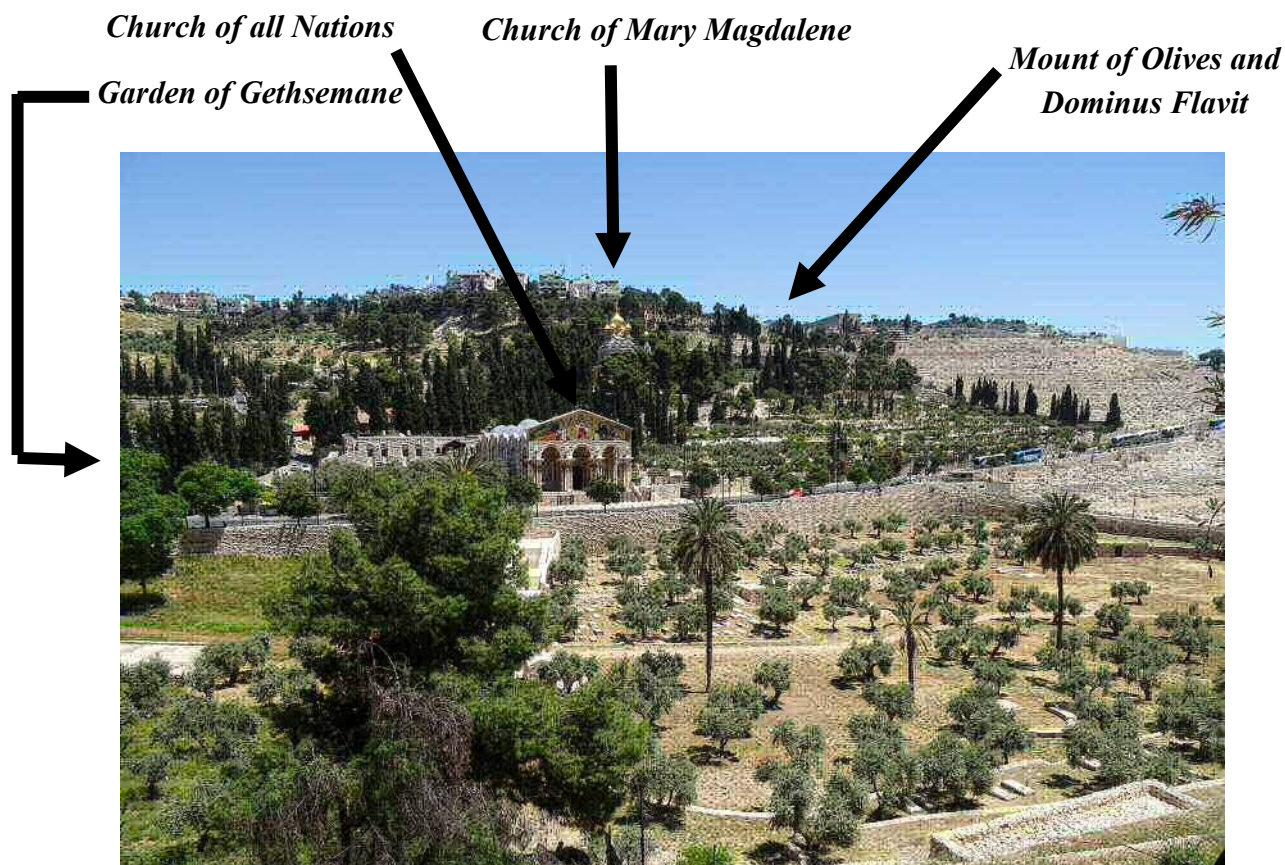 Church of all Nations
Church of Mary Magdalene
Mount of Olives and
Dominus Flavit
Garden of Gethsemane